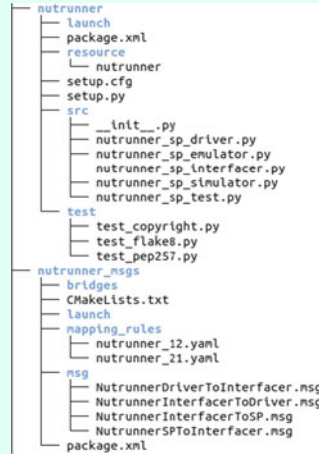 nutrunner
launch
package.xml
resource
nutrunner
setup.cfg
setup.py
src
__init__.py
nutrunner_sp_driver.py
nutrunner_sp_emulator.py
nutrunner_sp_interfacer.py
nutrunner_sp_simulator.py
nutrunner_sp_test.py
test
test_copyright.py
test_flake8.py
test_pep257.py
nutrunner_msgs
bridges
CMakeLists.txt
launch
mapping_rules
nutrunner_12.yaml
nutrunner_21.yaml
msg
NutrunnerDriverToInterfacer.msg
NutrunnerInterfacerToDriver.msg
NutrunnerInterfacerToSP.msg
NutrunnerSPToInterfacer.msg
package.xml